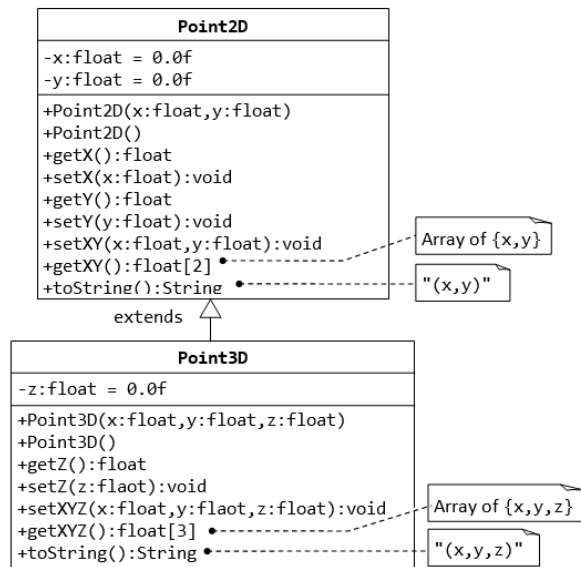 Point2D
-x:float = 0.0f
-y:float = 0.0f
+Point2D(x:float,y:float)
+Point2D()
+getX():float
+setX(x:float):void
+getY():float
+setY(y:float):void
+setXY(x:float,y:float):void
+getXY():float[2]
Array of {x,y}
+toString():String
"(x,y)"
extends
Point3D
-z:float = 0.0f
+Point3D(x:float,y:float,z:float)
+Point3D()
+getZ():float
+setZ(z:flaot):void
+setXYZ(x:float,y:flaot,z:float):void
+getXYZ():float[3]
Array of {x,y,z}
+toString():String
"(x,y,z)"